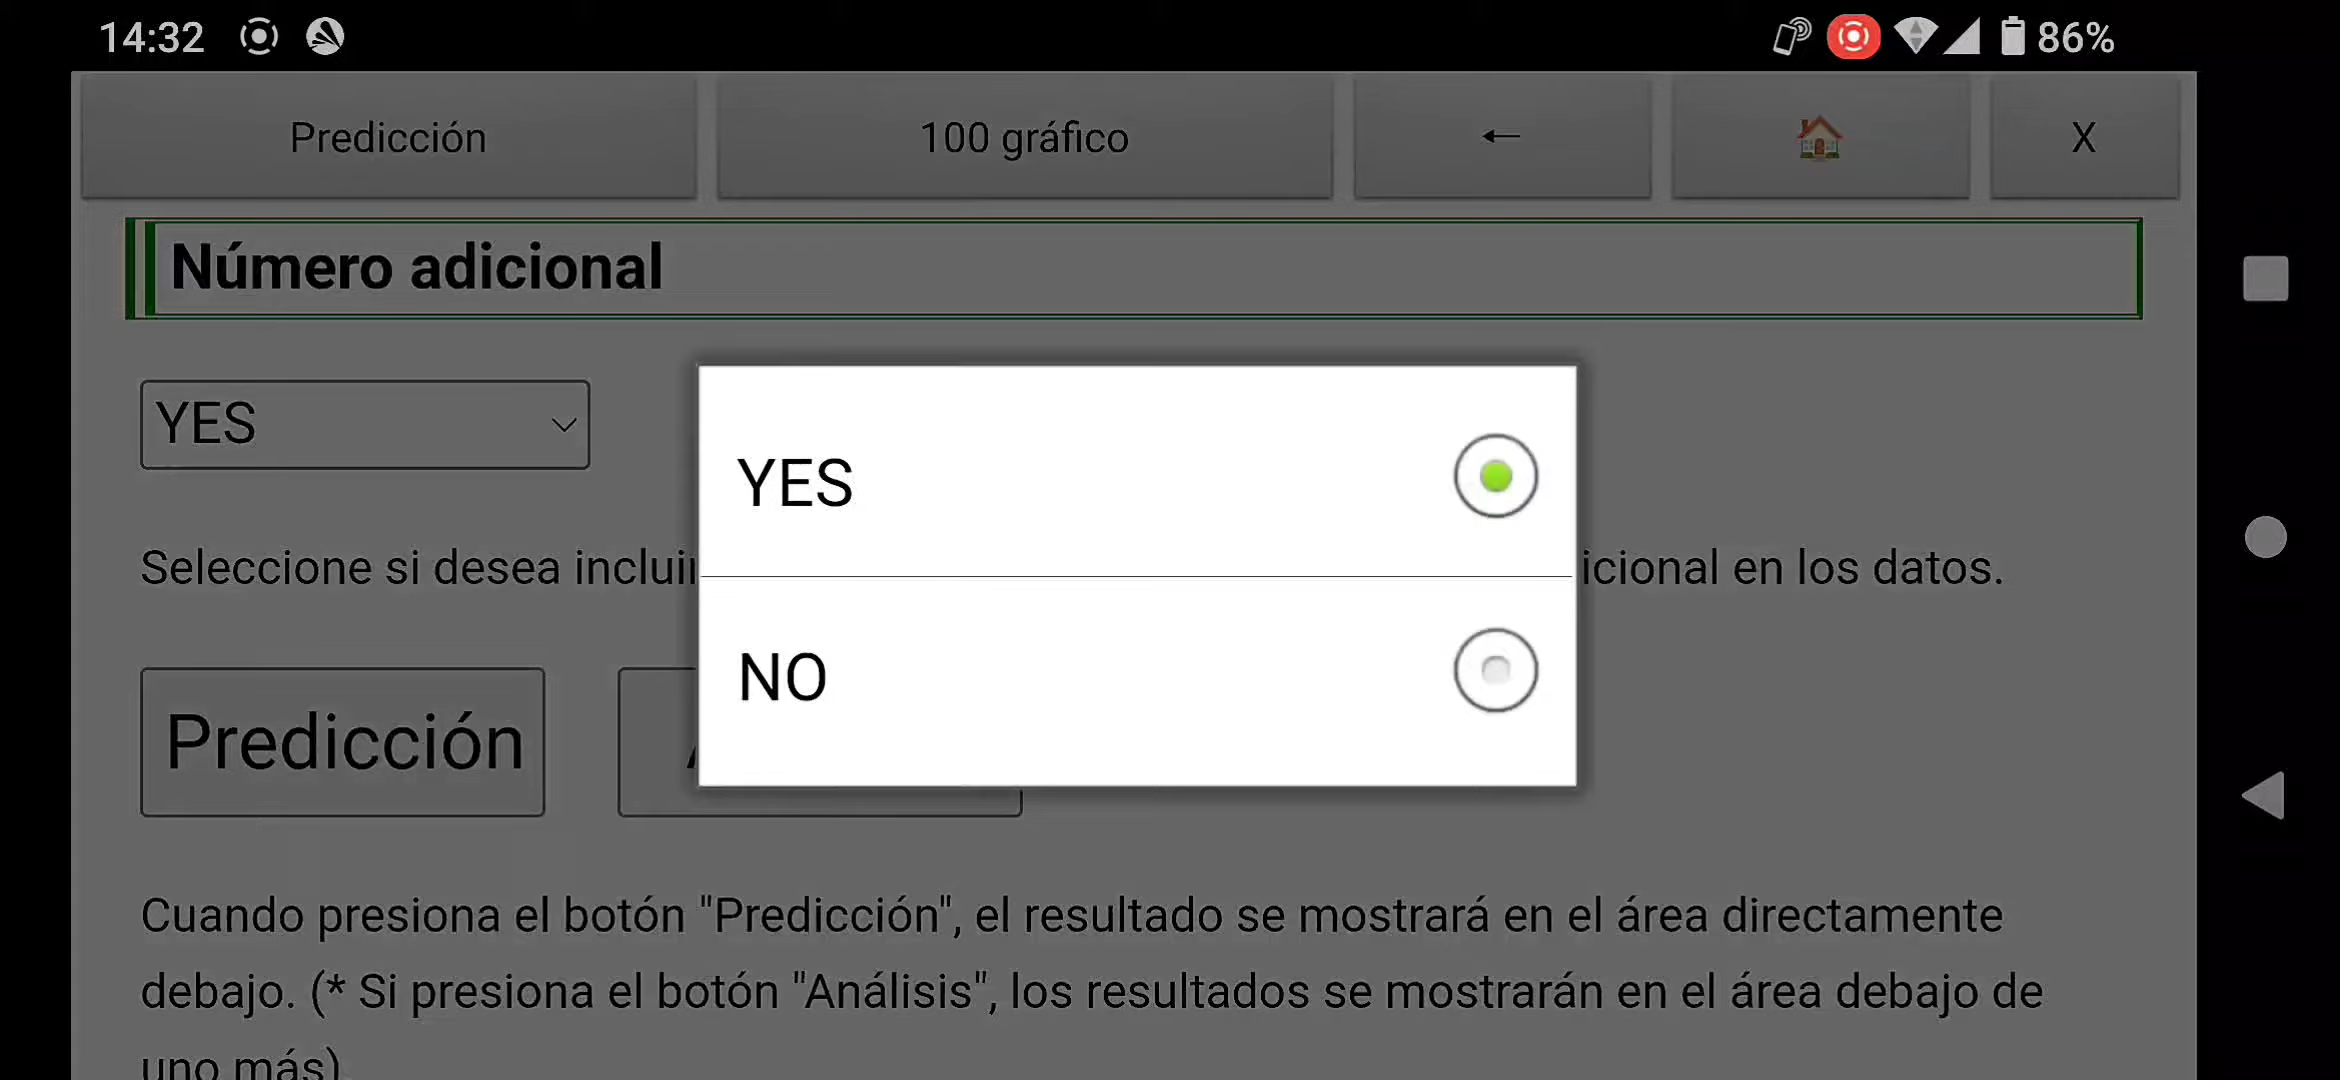 14:32
86%
Predicción
100 gráfico
←
X
Número adicional
YES
YES
Seleccione si desea incluir
icional en los datos.
NO
Predicción
Cuando presiona el botón "Predicción", el resultado se mostrará en el área directamente
debajo. (* Si presiona el botón "Análisis", los resultados se mostrarán en el área debajo de
uno más)